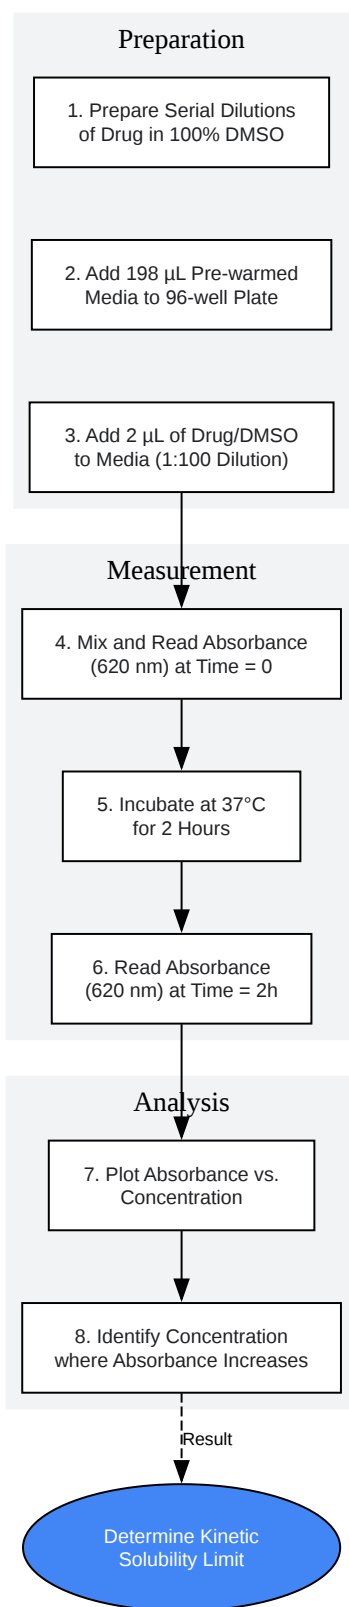 Preparation
1. Prepare Serial Dilutions
of Drug in 100% DMSO
2. Add 198 µL Pre-warmed
Media to 96-well Plate
3. Add 2 µL of Drug/DMSO
to Media (1:100 Dilution)
Measurement
4. Mix and Read Absorbance
(620 nm) at Time = 0
5. Incubate at 37°C
for 2 Hours
6. Read Absorbance
(620 nm) at Time = 2h
Analysis
7. Plot Absorbance vs.
Concentration
8. Identify Concentration
where Absorbance Increases
Result
Determine Kinetic
Solubility Limit